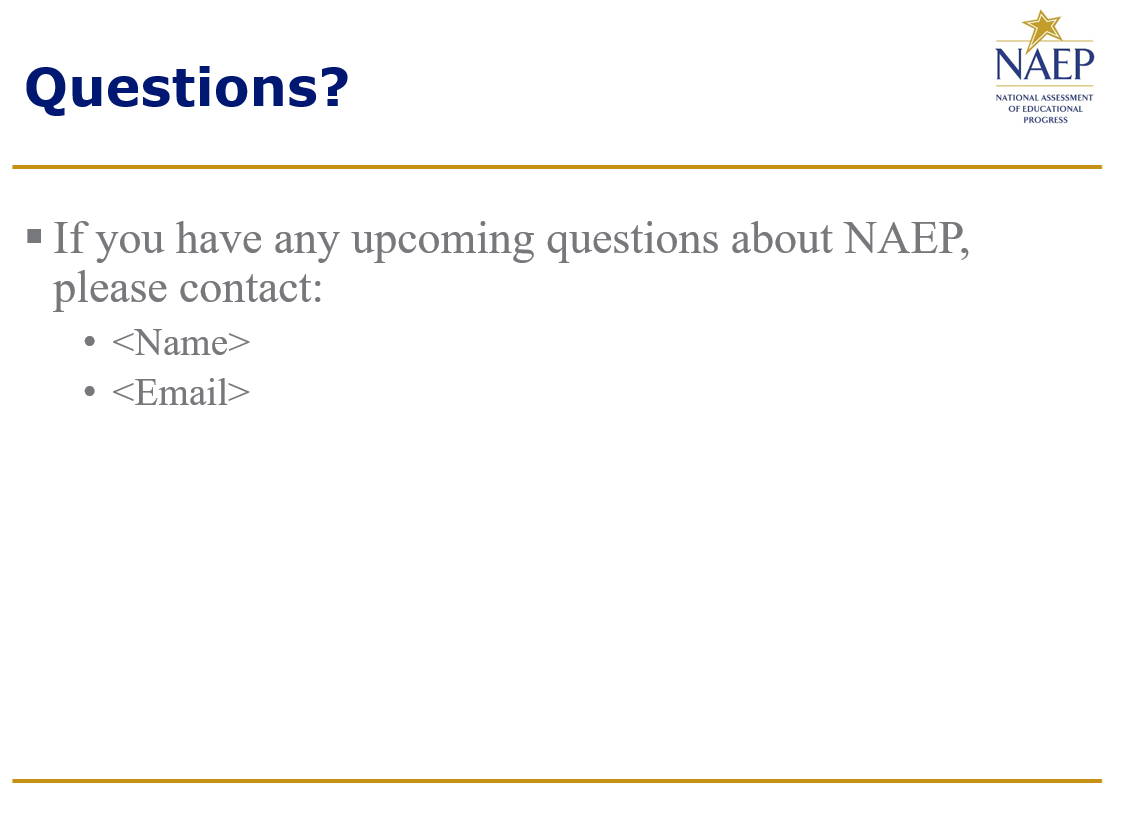 Questions?
NAEP
NATIONAL ASSESSMENT
OF EDUCATIONAL
PROGRESS
▪ If you have any upcoming questions about NAEP,
please contact:
• <Name>
• <Email>